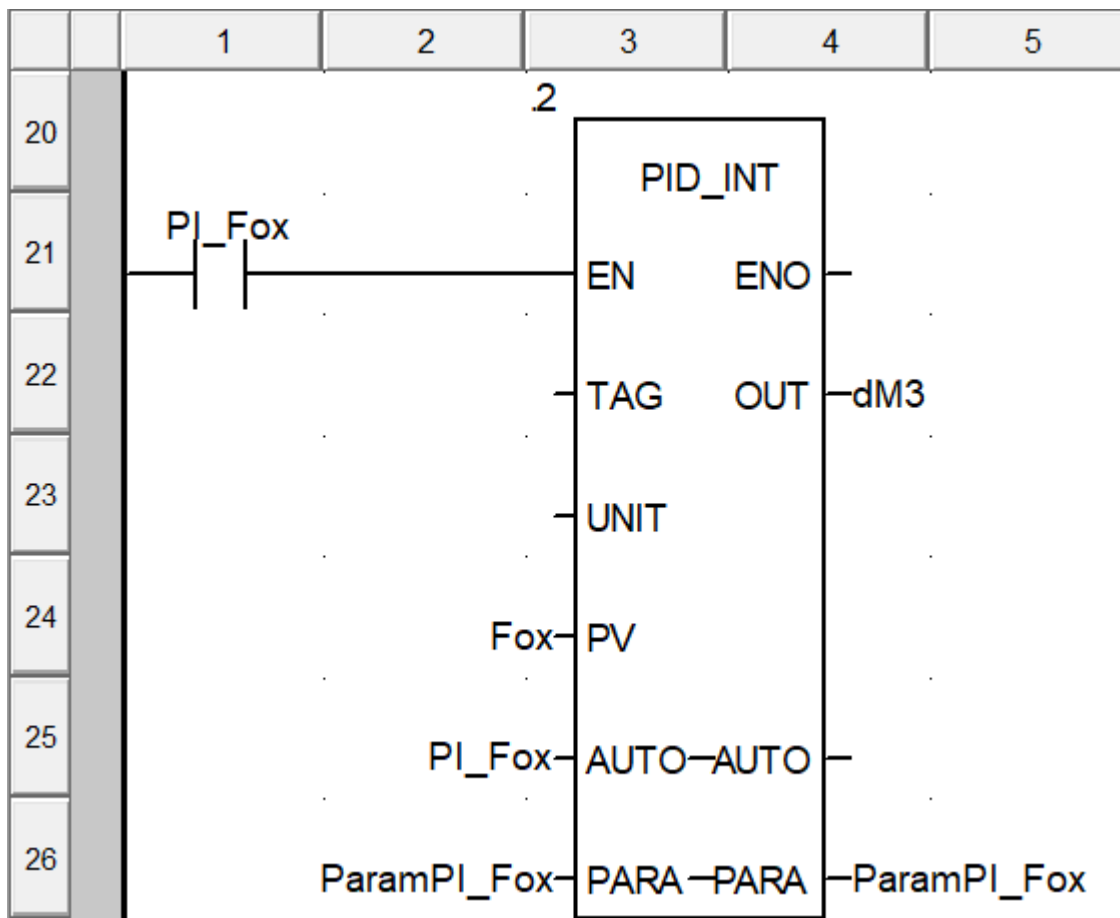 1 2 3 4 5
.2
20
PID_INT
PI_Fox
21
EN ENO
22
TAG OUT dM3
23
UNIT
24
Fox PV
25
PI_Fox AUTO AUTO
26
ParamPI_Fox PARA PARA ParamPI_Fox